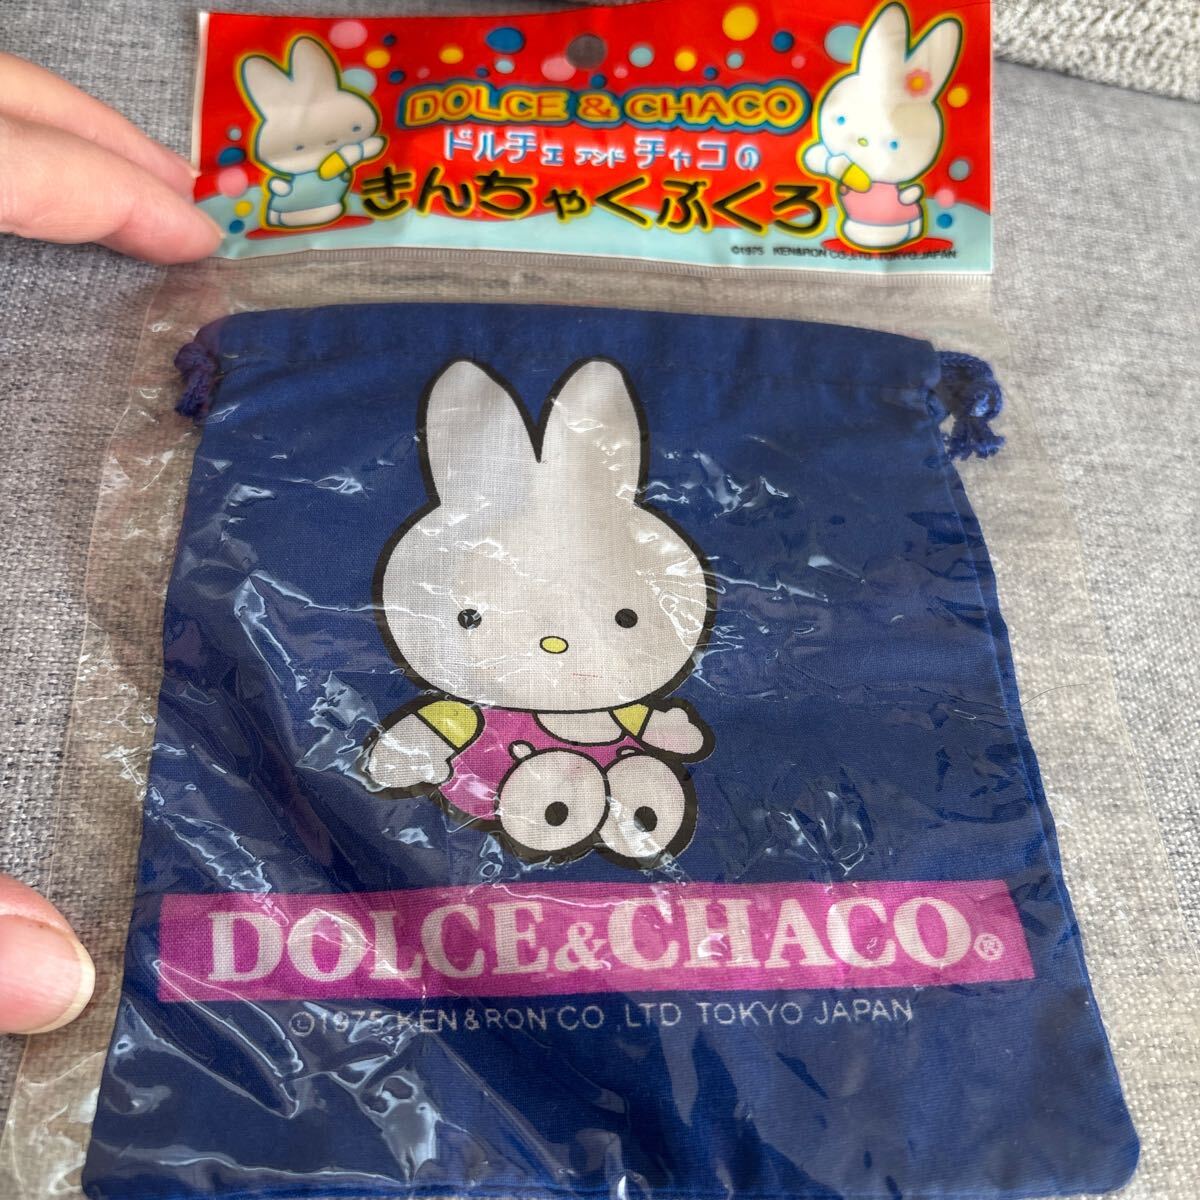 DOLCE & CHACO
ドルチェ アンド チャコの
きんちゃくぶくろ
©1975 KEN&RON'CO.,LTD TOKYO JAPAN
DOLCE&CHACO®
©1975 KEN&RON'CO .LTD TOKYO JAPAN